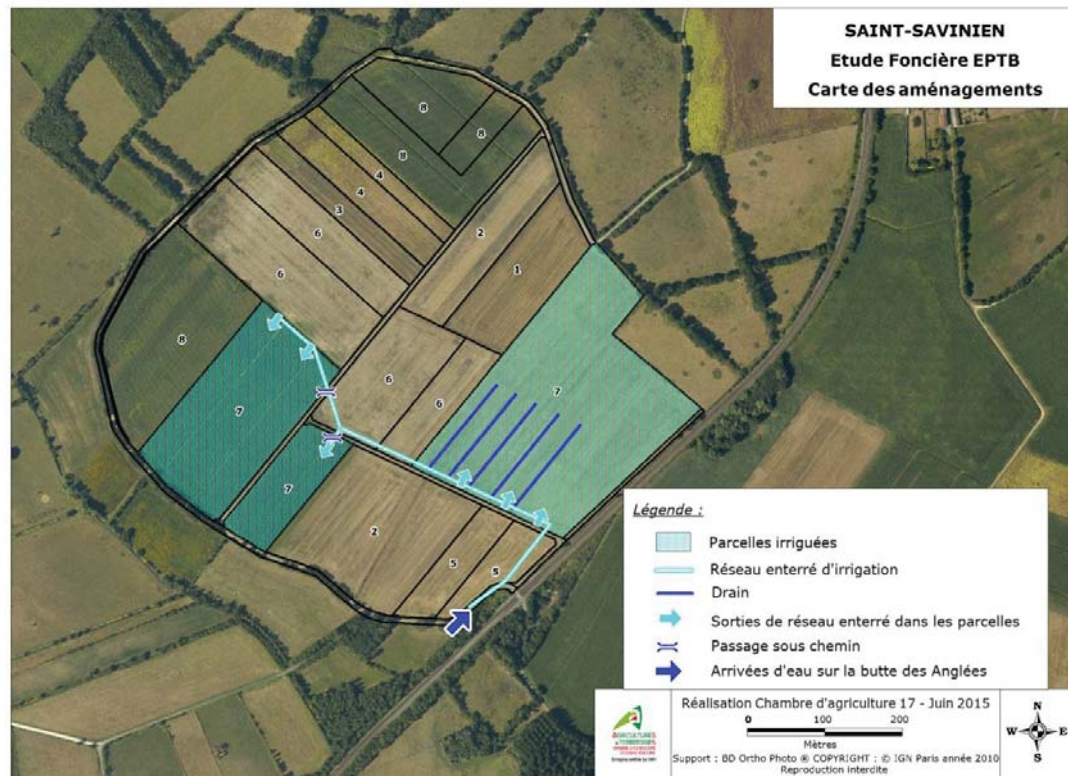 SAINT-SAVINIEN
Etude Foncière EPTB
Carte des aménagements
8
8
8
4
4
3
6
6
2
1
8
7
7
6
6
7
2
5
5
Légende :
Parcelles irriguées
Réseau enterré d'irrigation
Drain
Sorties de réseau enterré dans les parcelles
Passage sous chemin
Arrivées d'eau sur la butte des Anglées
AGRICULTURES
& TERRITOIRES
Réalisation Chambre d'agriculture 17 - Juin 2015
0 100 200
Mètres
Support : BD Ortho Photo ® COPYRIGHT : © IGN Paris année 2010
Reproduction interdite
N
W E
S